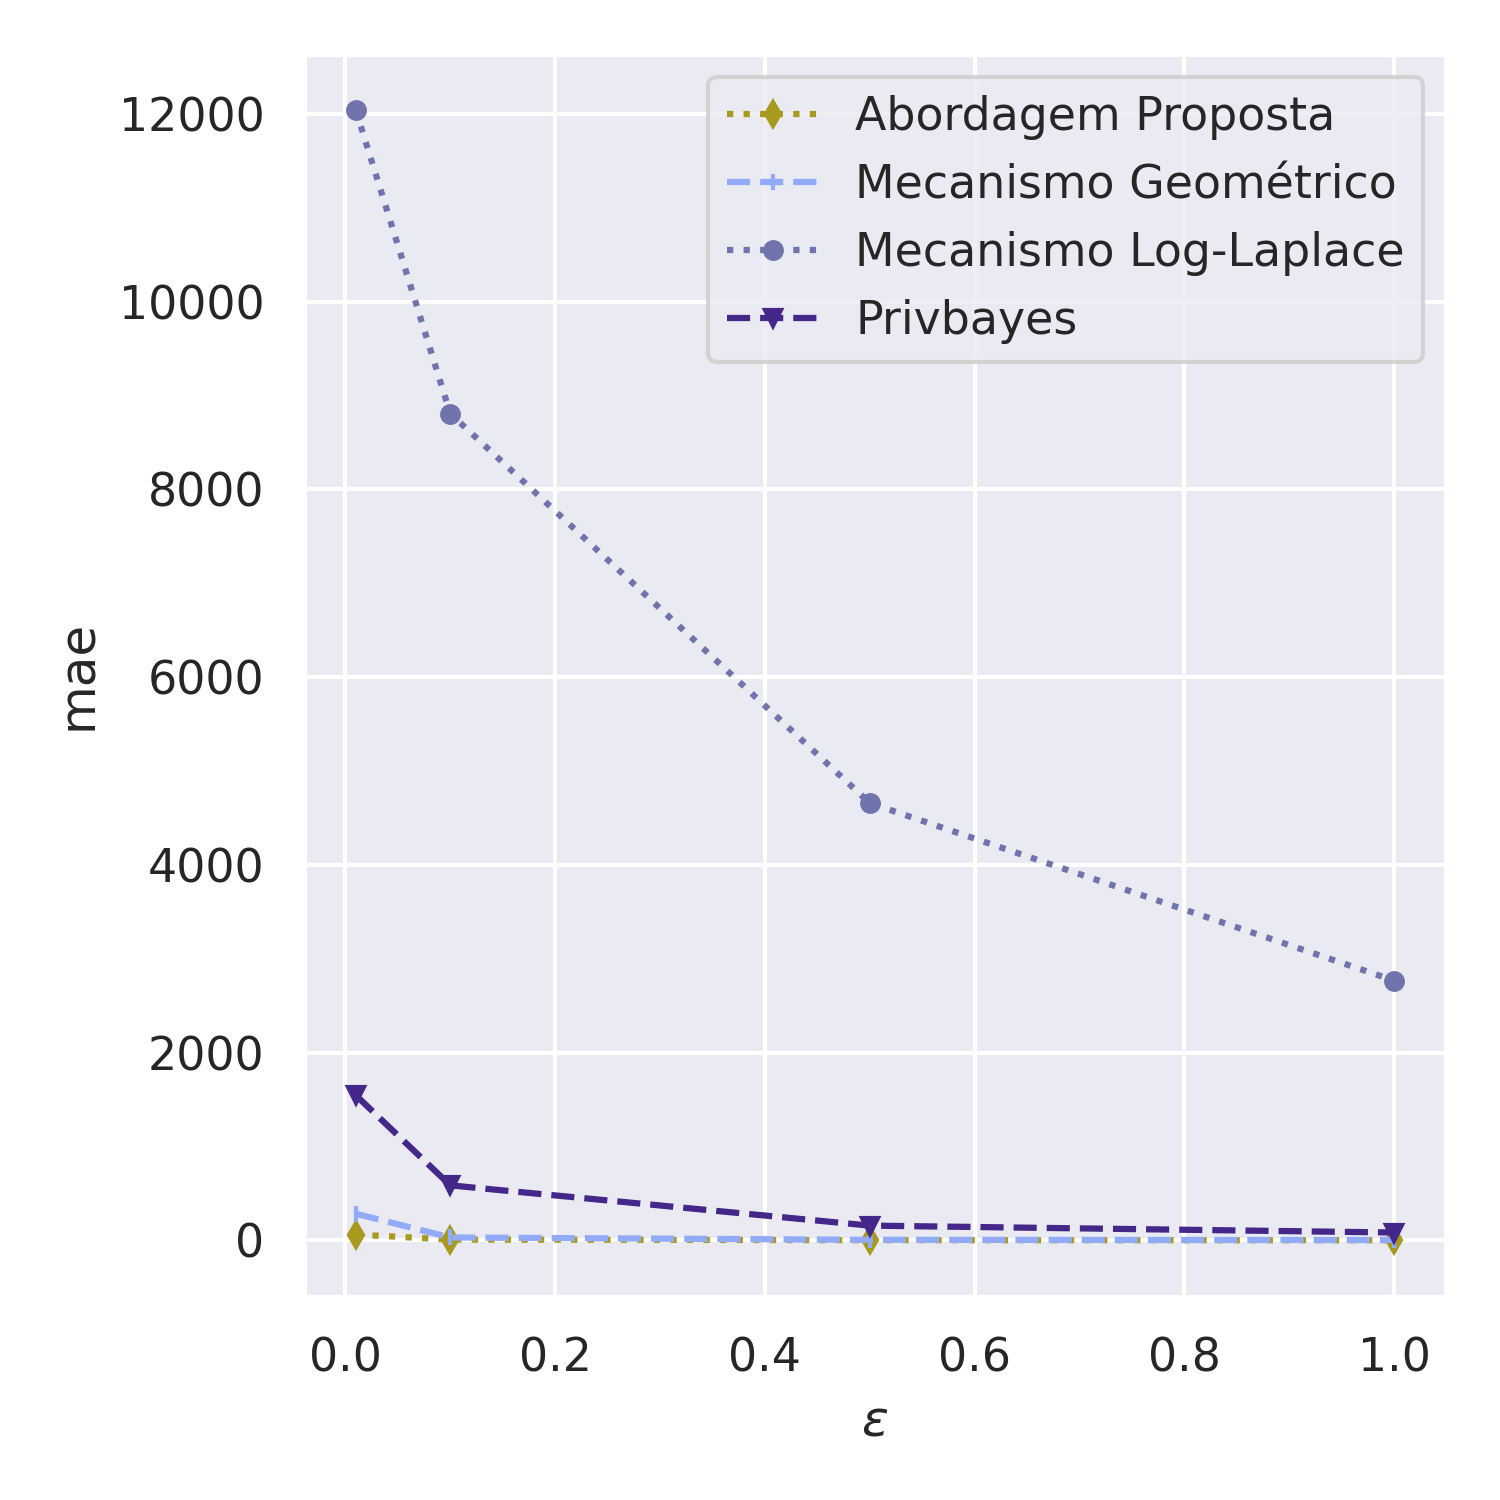 12000
10000
8000
6000
4000
2000
0
mae
Abordagem Proposta
Mecanismo Geométrico
Mecanismo Log-Laplace
Privbayes
0.0 0.2 0.4 0.6 0.8 1.0
ε